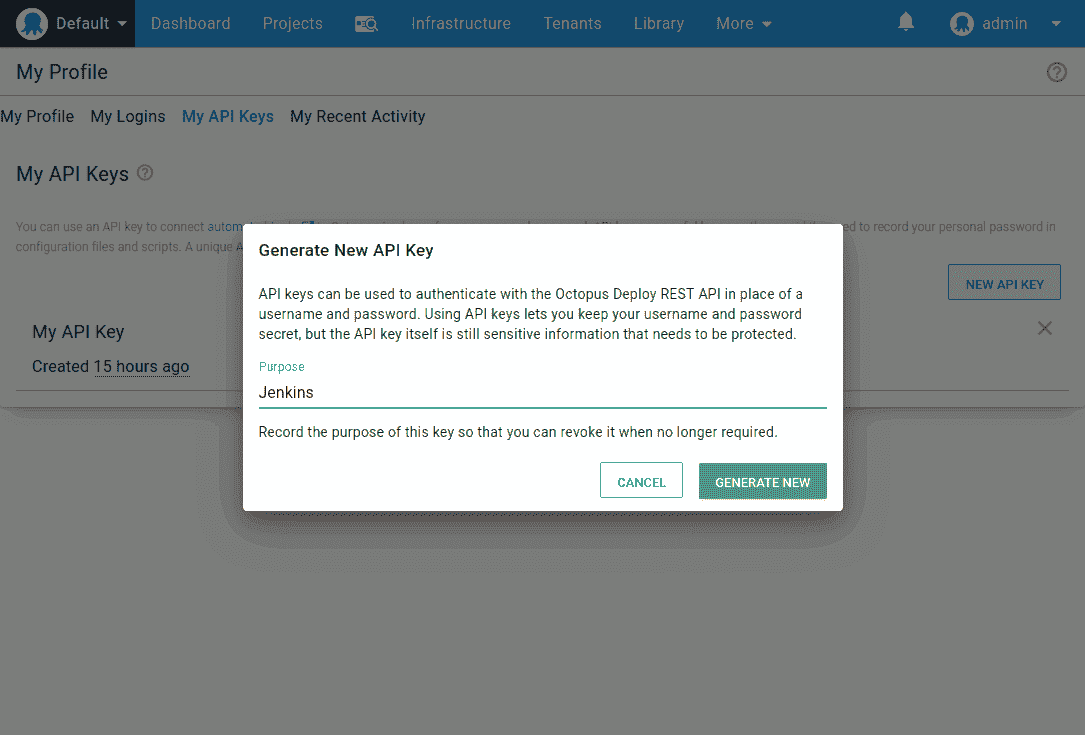 Default Dashboard Projects Infrastructure Tenants Library More admin
My Profile
My Profile My Logins My API Keys My Recent Activity
My API Keys
You can use an API key to connect autom
ed to record your personal password in
configuration files and scripts. A unique A
NEW API KEY
My API Key
Created 15 hours ago
Generate New API Key
API keys can be used to authenticate with the Octopus Deploy REST API in place of a
username and password. Using API keys lets you keep your username and password
secret, but the API key itself is still sensitive information that needs to be protected.
Purpose
Jenkins
Record the purpose of this key so that you can revoke it when no longer required.
CANCEL GENERATE NEW